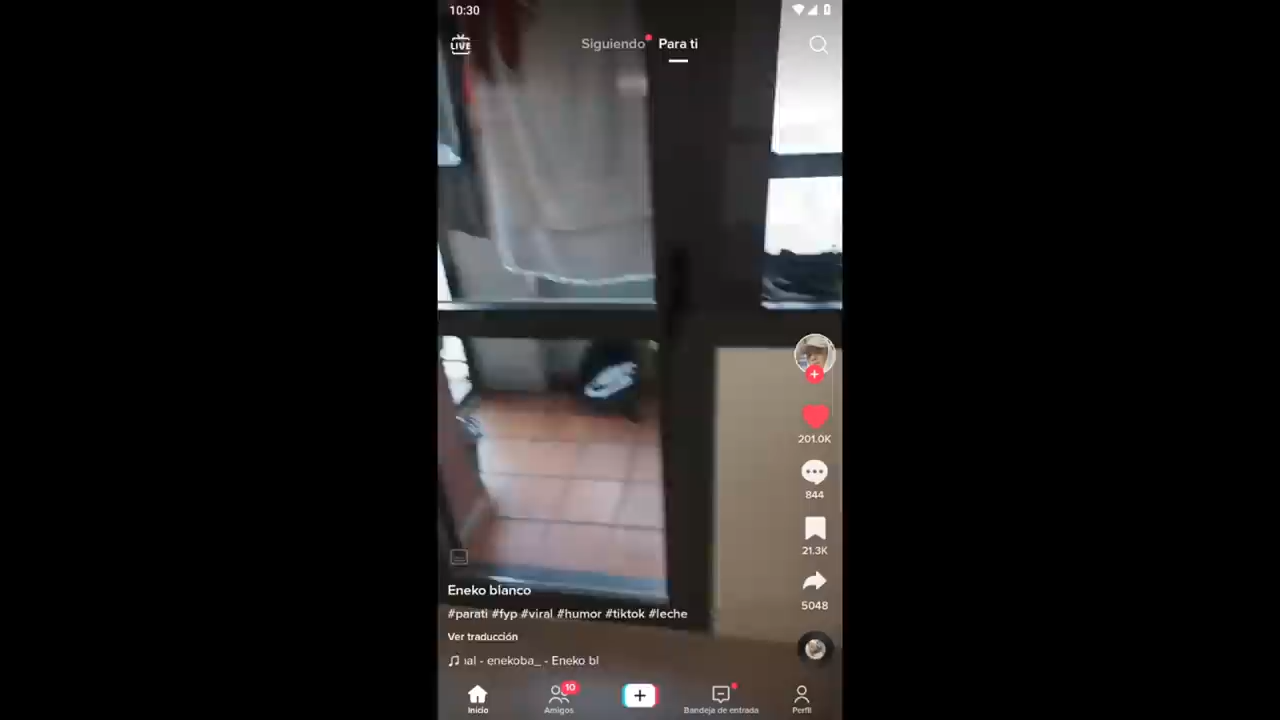 10:30
LIVE
Siguiendo Para ti
201.0K
844
21.3K
5048
Eneko blanco
#parati #fyp #viral #humor #tiktok #leche
Ver traducción
nal - enekoba_ - Eneko bl
Inicio
10
Amigos
Bandeja de entrada
Perfil